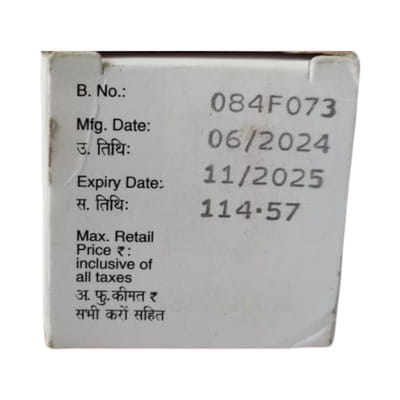 B. No.: 084F073
Mfg. Date: 06/2024
उ. तिथि:
Expiry Date: 11/2025
स. तिथि: 114.57
Max. Retail
Price ₹:
inclusive of
all taxes
अ. फु. कीमत ₹
सभी करों सहित